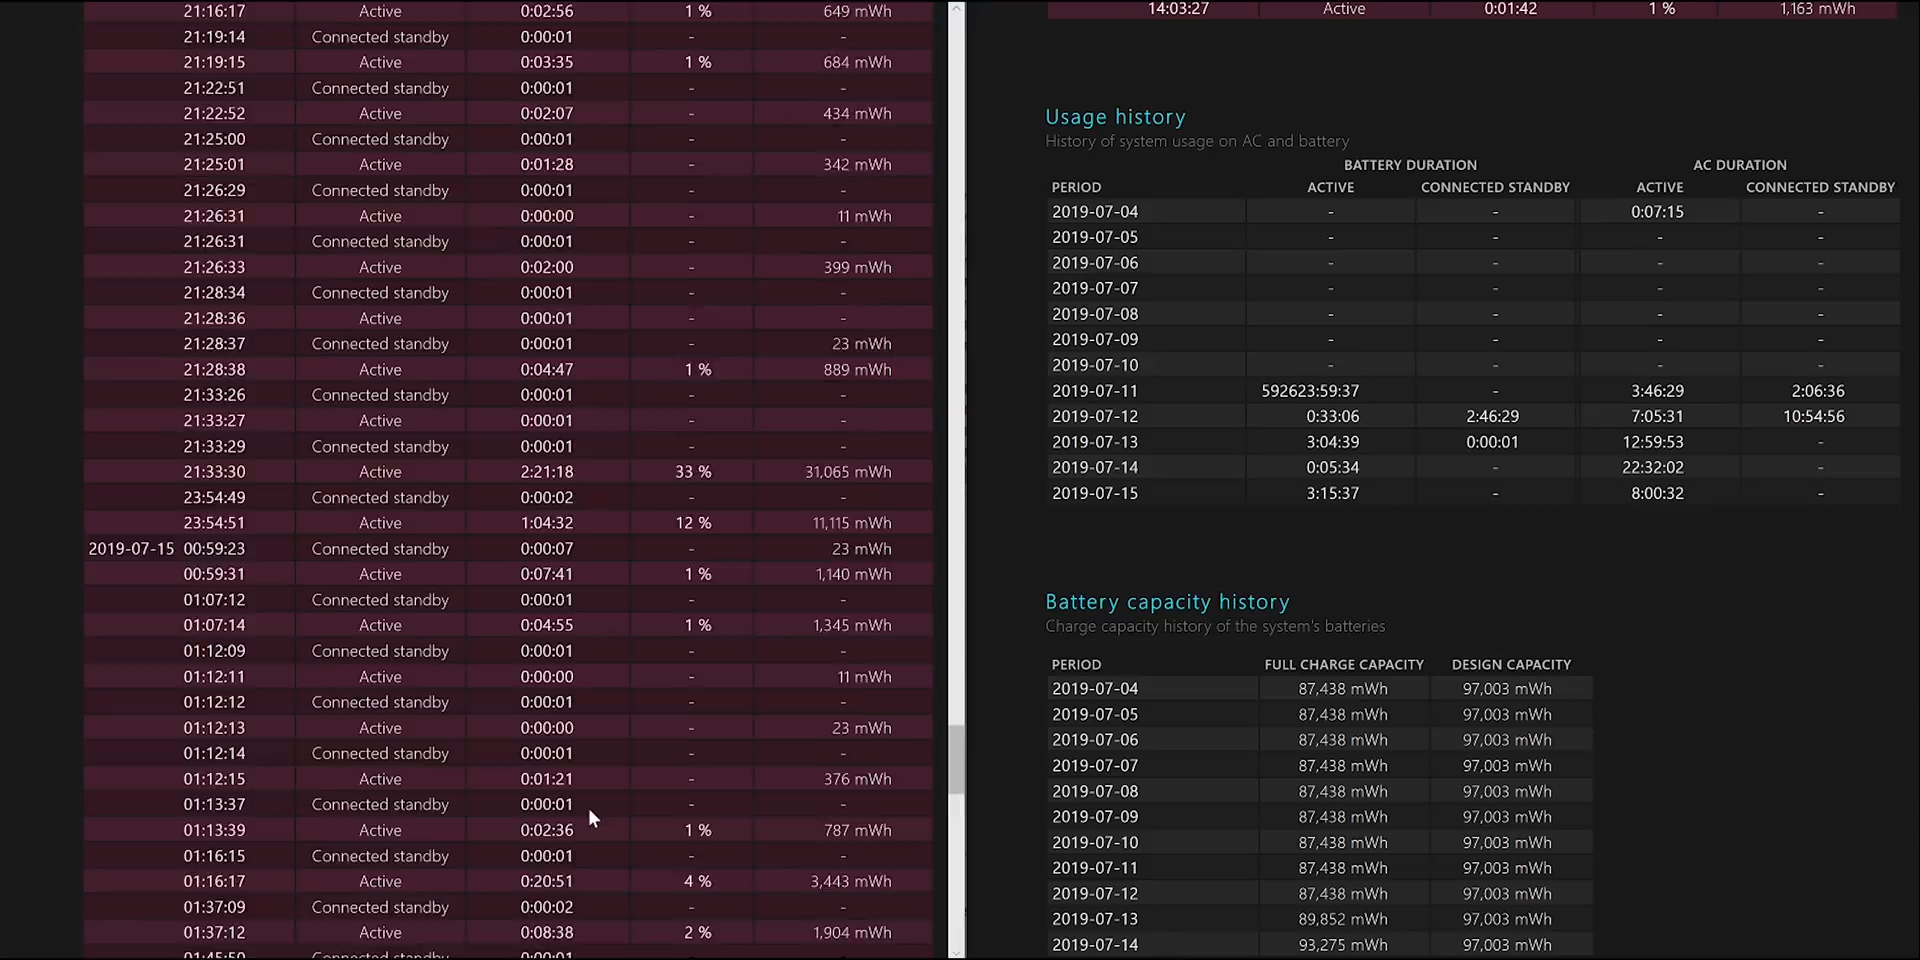 21:16:17 Active 0:02:56 1 % 649 mWh
21:19:14 Connected standby 0:00:01 - -
21:19:15 Active 0:03:35 1 % 684 mWh
21:22:51 Connected standby 0:00:01 - -
21:22:52 Active 0:02:07 - 434 mWh
21:25:00 Connected standby 0:00:01 - -
21:25:01 Active 0:01:28 - 342 mWh
21:26:29 Connected standby 0:00:01 - -
21:26:31 Active 0:00:00 - 11 mWh
21:26:31 Connected standby 0:00:01 - -
21:26:33 Active 0:02:00 - 399 mWh
21:28:34 Connected standby 0:00:01 - -
21:28:36 Active 0:00:01 - -
21:28:37 Connected standby 0:00:01 - 23 mWh
21:28:38 Active 0:04:47 1 % 889 mWh
21:33:26 Connected standby 0:00:01 - -
21:33:27 Active 0:00:01 - -
21:33:29 Connected standby 0:00:01 - -
21:33:30 Active 2:21:18 33 % 31,065 mWh
23:54:49 Connected standby 0:00:02 - -
23:54:51 Active 1:04:32 12 % 11,115 mWh
2019-07-15 00:59:23 Connected standby 0:00:07 - 23 mWh
00:59:31 Active 0:07:41 1 % 1,140 mWh
01:07:12 Connected standby 0:00:01 - -
01:07:14 Active 0:04:55 1 % 1,345 mWh
01:12:09 Connected standby 0:00:01 - -
01:12:11 Active 0:00:00 - 11 mWh
01:12:12 Connected standby 0:00:01 - -
01:12:13 Active 0:00:00 - 23 mWh
01:12:14 Connected standby 0:00:01 - -
01:12:15 Active 0:01:21 - 376 mWh
01:13:37 Connected standby 0:00:01 - -
01:13:39 Active 0:02:36 1 % 787 mWh
01:16:15 Connected standby 0:00:01 - -
01:16:17 Active 0:20:51 4 % 3,443 mWh
01:37:09 Connected standby 0:00:02 - -
01:37:12 Active 0:08:38 2 % 1,904 mWh
14:03:27 Active 0:01:42 1 % 1,163 mWh
Usage history
History of system usage on AC and battery
BATTERY DURATION AC DURATION
PERIOD ACTIVE CONNECTED STANDBY ACTIVE CONNECTED STANDBY
2019-07-04 - - 0:07:15 -
2019-07-05 - - - -
2019-07-06 - - - -
2019-07-07 - - - -
2019-07-08 - - - -
2019-07-09 - - - -
2019-07-10 - - - -
2019-07-11 592623:59:37 - 3:46:29 2:06:36
2019-07-12 0:33:06 2:46:29 7:05:31 10:54:56
2019-07-13 3:04:39 0:00:01 12:59:53 -
2019-07-14 0:05:34 - 22:32:02 -
2019-07-15 3:15:37 - 8:00:32 -
Battery capacity history
Charge capacity history of the system's batteries
PERIOD FULL CHARGE CAPACITY DESIGN CAPACITY
2019-07-04 87,438 mWh 97,003 mWh
2019-07-05 87,438 mWh 97,003 mWh
2019-07-06 87,438 mWh 97,003 mWh
2019-07-07 87,438 mWh 97,003 mWh
2019-07-08 87,438 mWh 97,003 mWh
2019-07-09 87,438 mWh 97,003 mWh
2019-07-10 87,438 mWh 97,003 mWh
2019-07-11 87,438 mWh 97,003 mWh
2019-07-12 87,438 mWh 97,003 mWh
2019-07-13 89,852 mWh 97,003 mWh
2019-07-14 93,275 mWh 97,003 mWh